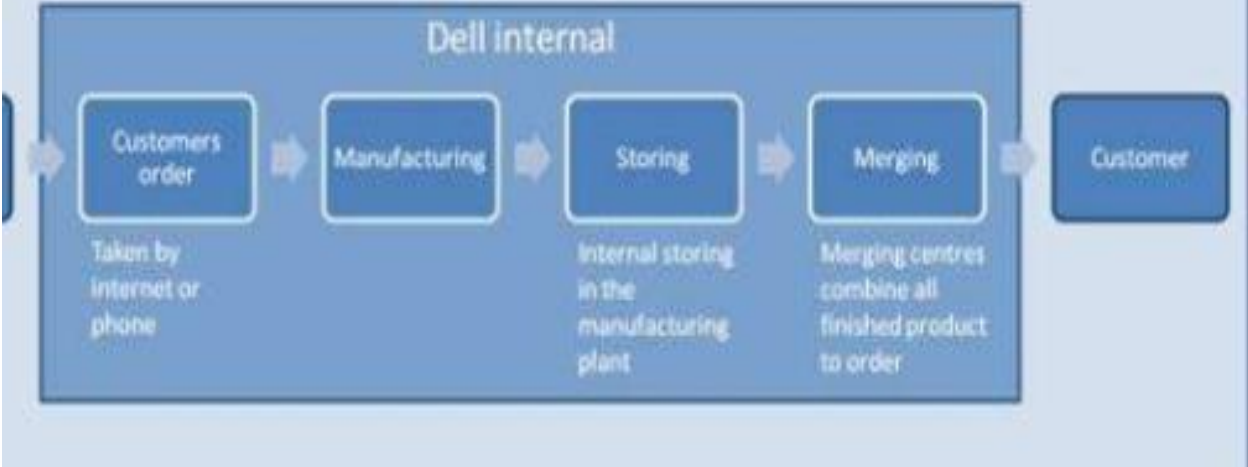 Dell internal
Customers
order
Manufacturing
Storing
Merging
Customer
Taken by
internet or
phone
Internal storing
in the
manufacturing
plant
Merging centres
combine all
finished product
to order